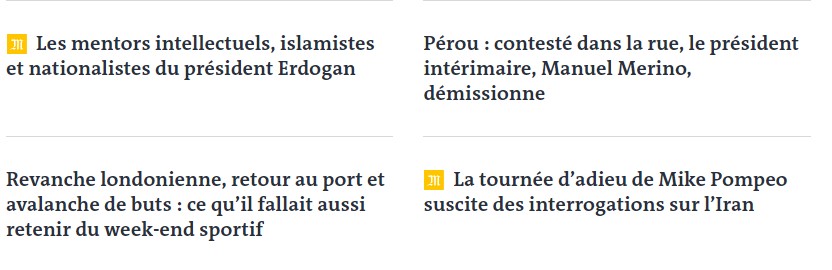 Les mentors intellectuels, islamistes
et nationalistes du président Erdogan
Pérou : contesté dans la rue, le président
intérimaire, Manuel Merino,
démissionne
Revanche londonienne, retour au port et
avalanche de buts : ce qu’il fallait aussi
retenir du week-end sportif
La tournée d’adieu de Mike Pompeo
suscite des interrogations sur l’Iran